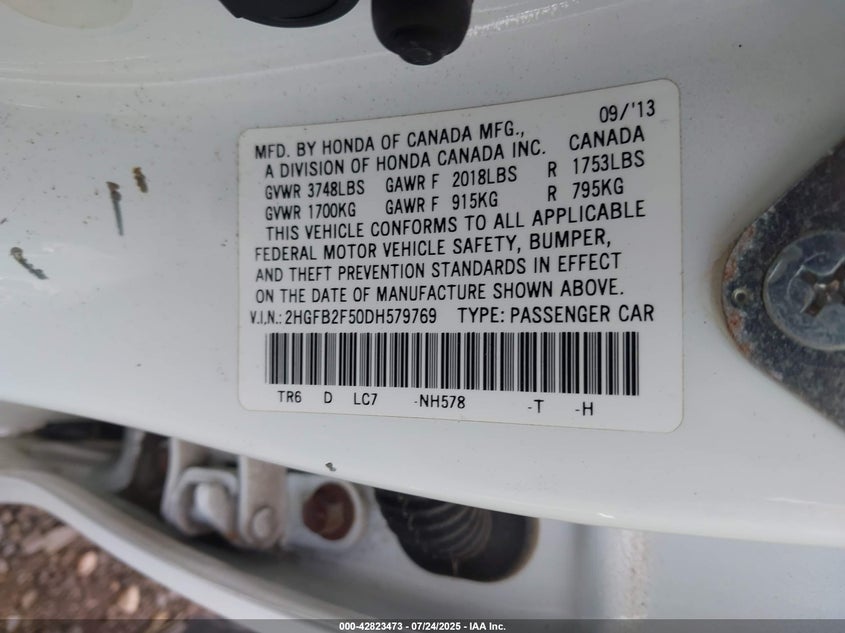 09/'13
MFD. BY HONDA OF CANADA MFG.,
A DIVISION OF HONDA CANADA INC. CANADA
GVWR 3748LBS GAWR F 2018LBS R 1753LBS
GVWR 1700KG GAWR F 915KG R 795KG
THIS VEHICLE CONFORMS TO ALL APPLICABLE
FEDERAL MOTOR VEHICLE SAFETY, BUMPER,
AND THEFT PREVENTION STANDARDS IN EFFECT
ON THE DATE OF MANUFACTURE SHOWN ABOVE.
V.I.N.: 2HGFB2F50DH579769 TYPE: PASSENGER CAR
TR6 D LC7 -NH578 -T -H
000-42823473 - 07/24/2025 - IAA Inc.